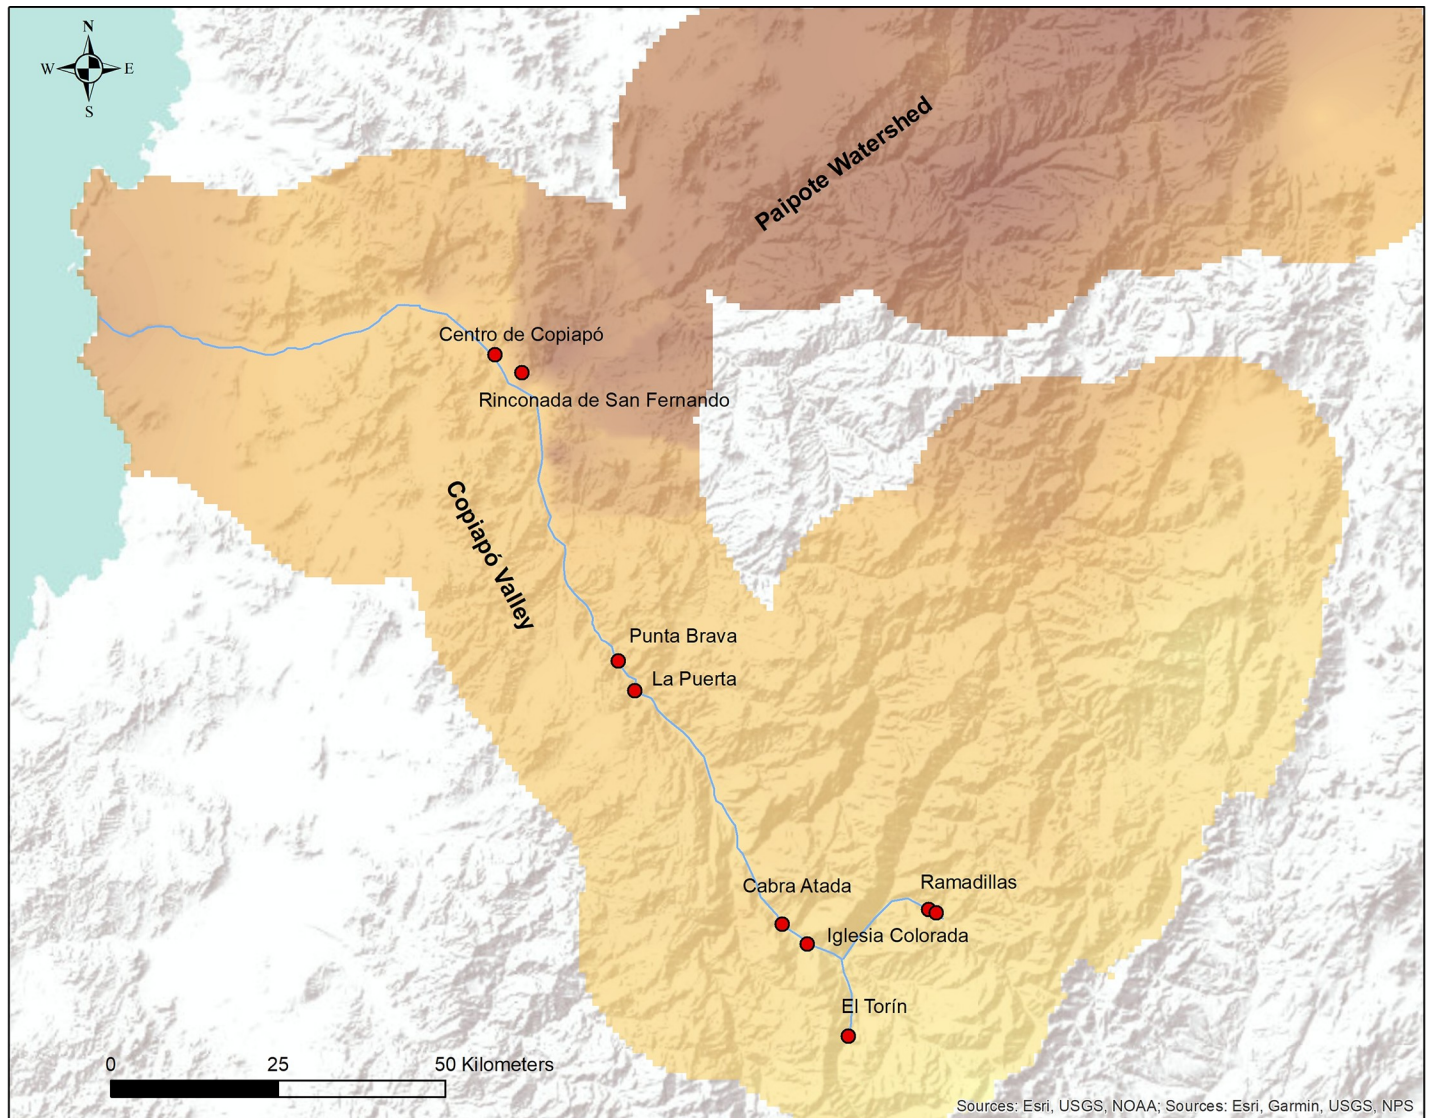 N
W E
S
Paipote Watershed
Centro de Copiapó
Rinconada de San Fernando
Copiapó Valley
Punta Brava
La Puerta
Cabra Atada
Ramadillas
Iglesia Colorada
El Torín
0 25 50 Kilometers
Sources: Esri, USGS, NOAA; Sources: Esri, Garmin, USGS, NPS